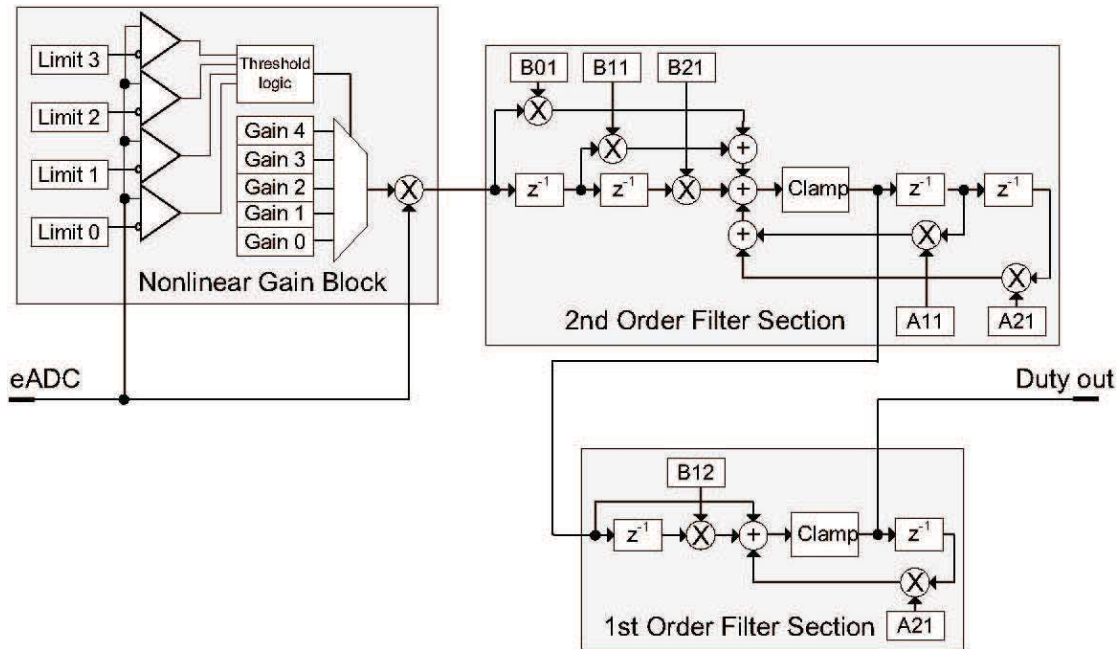 Limit 3
Limit 2
Limit 1
Limit 0
Threshold
logic
Gain 4
Gain 3
Gain 2
Gain 1
Gain 0
X
Nonlinear Gain Block
eADC
B01
B11
B21
X
X
X
+
+
+
z⁻¹
z⁻¹
Clamp
z⁻¹
z⁻¹
X
X
A11
A21
2nd Order Filter Section
Duty out
B12
z⁻¹
X
+
Clamp
z⁻¹
X
A21
1st Order Filter Section